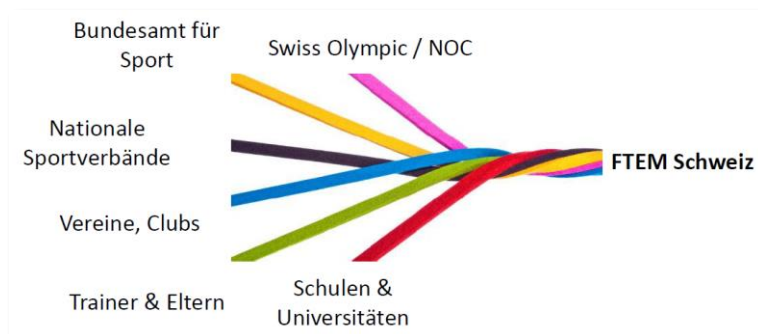 Bundesamt für
Sport
Swiss Olympic / NOC
Nationale
Sportverbände
FTEM Schweiz
Vereine, Clubs
Trainer & Eltern
Schulen &
Universitäten